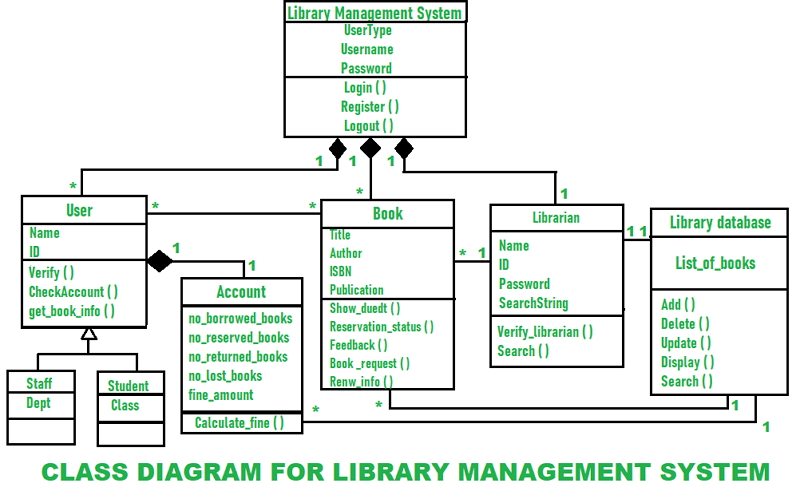 Library Management System
UserType
Username
Password
Login ( )
Register ( )
Logout ( )
1
1
1
*
*
1
User
Name
ID
Verify ( )
CheckAccount ( )
get_book_info ( )
*
*
Book
Title
Author
ISBN
Publication
Show_duedt ( )
Reservation_status ( )
Feedback ( )
Book _request ( )
Renw_info ( )
Librarian
Name
ID
Password
SearchString
Verify_librarian ( )
Search ( )
Library database
List_of_books
Add ( )
Delete ( )
Update ( )
Display ( )
Search ( )
1
1
*
1
1 1
Account
no_borrowed_books
no_reserved_books
no_returned_books
no_lost_books
fine_amount
Calculate_fine ( )
Staff
Dept
Student
Class
*
1
*
1
CLASS DIAGRAM FOR LIBRARY MANAGEMENT SYSTEM